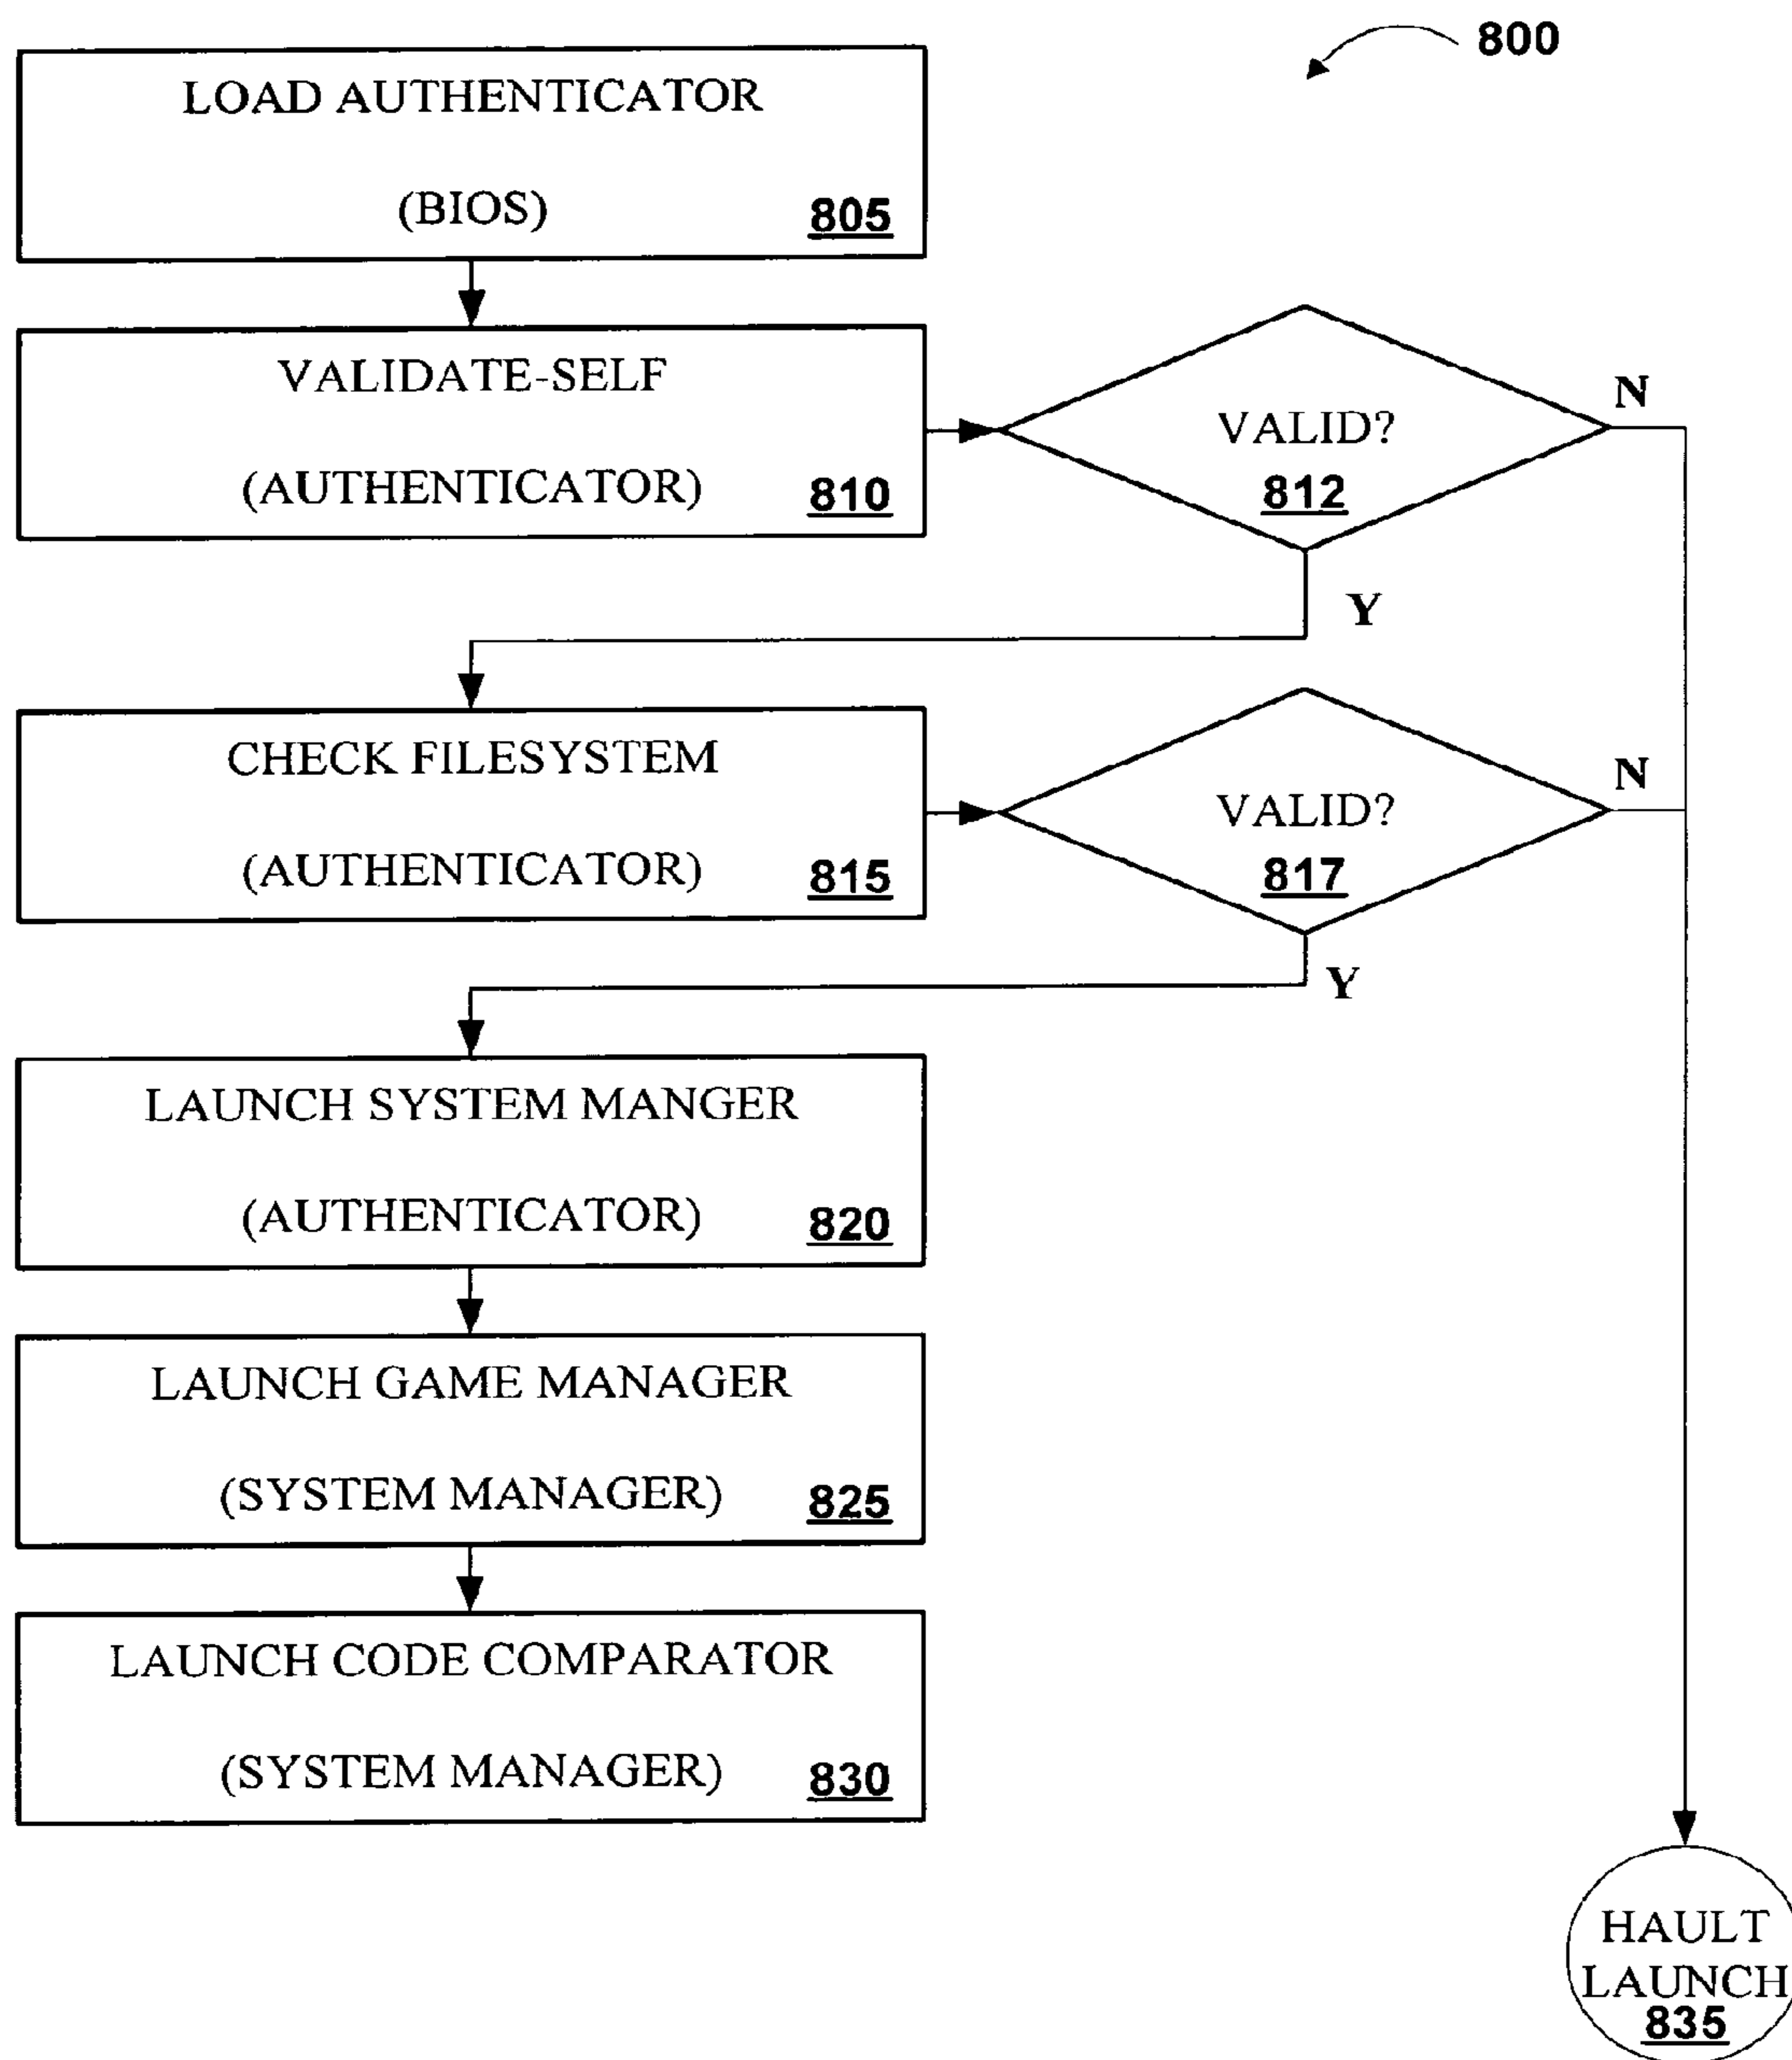 800
LOAD AUTHENTICATOR
(BIOS) 805
VALIDATE-SELF
(AUTHENTICATOR) 810
VALID?
812
N
Y
CHECK FILESYSTEM
(AUTHENTICATOR) 815
VALID?
817
N
Y
LAUNCH SYSTEM MANGER
(AUTHENTICATOR) 820
LAUNCH GAME MANAGER
(SYSTEM MANAGER) 825
LAUNCH CODE COMPARATOR
(SYSTEM MANAGER) 830
HAULT
LAUNCH
835